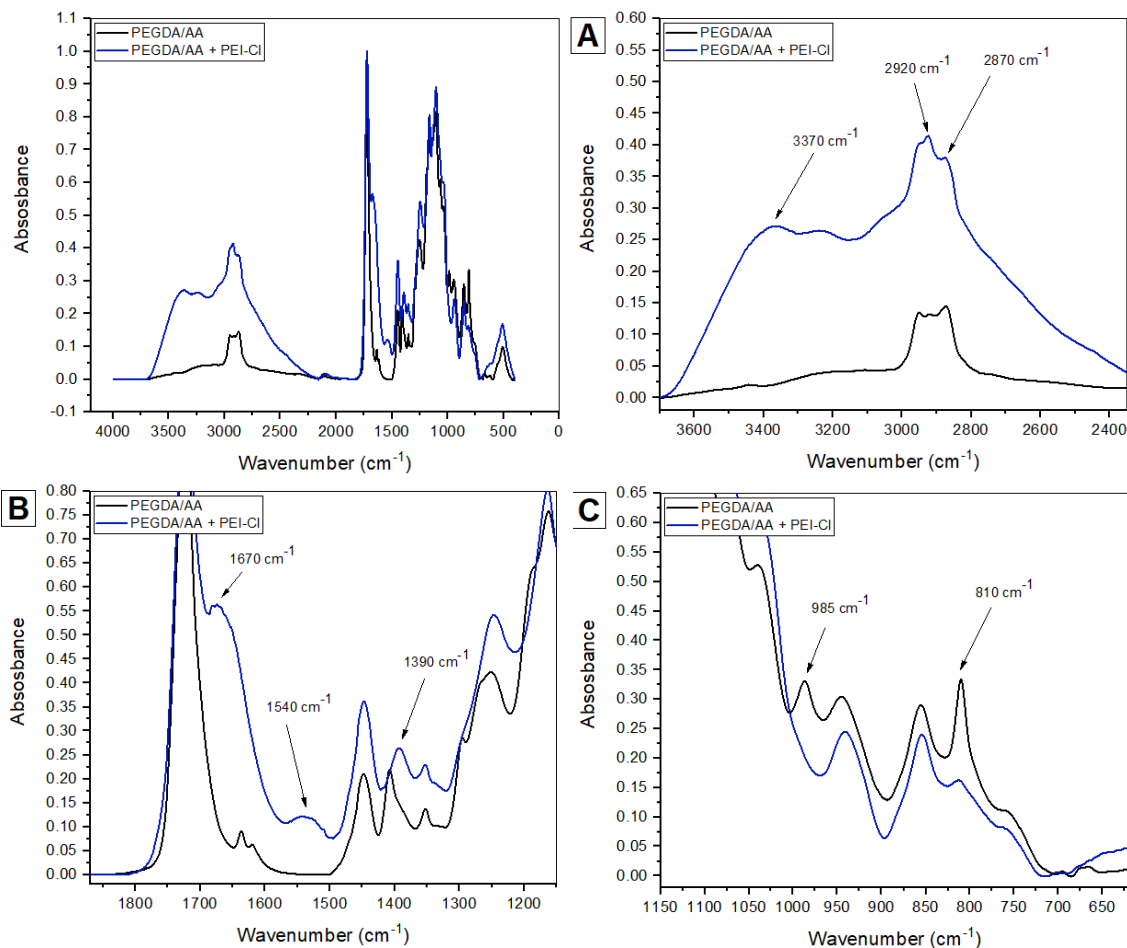 PEGDA/AA
PEGDA/AA + PEI-Cl
Absosbance
1.1
1.0
0.9
0.8
0.7
0.6
0.5
0.4
0.3
0.2
0.1
0.0
-0.1
4000 3500 3000 2500 2000 1500 1000 500 0
Wavenumber (cm⁻¹)
A
PEGDA/AA
PEGDA/AA + PEI-Cl
2920 cm⁻¹
2870 cm⁻¹
3370 cm⁻¹
Absosbance
0.60
0.55
0.50
0.45
0.40
0.35
0.30
0.25
0.20
0.15
0.10
0.05
0.00
3600 3400 3200 3000 2800 2600 2400
Wavenumber (cm⁻¹)
B
PEGDA/AA
PEGDA/AA + PEI-Cl
1670 cm⁻¹
1540 cm⁻¹
1390 cm⁻¹
Absosbance
0.80
0.75
0.70
0.65
0.60
0.55
0.50
0.45
0.40
0.35
0.30
0.25
0.20
0.15
0.10
0.05
0.00
1800 1700 1600 1500 1400 1300 1200
Wavenumber (cm⁻¹)
C
PEGDA/AA
PEGDA/AA + PEI-Cl
985 cm⁻¹
810 cm⁻¹
Absosbance
0.65
0.60
0.55
0.50
0.45
0.40
0.35
0.30
0.25
0.20
0.15
0.10
0.05
0.00
1150 1100 1050 1000 950 900 850 800 750 700 650
Wavenumber (cm⁻¹)